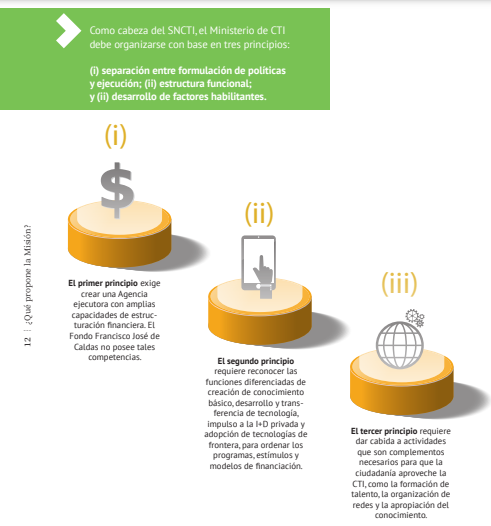 Como cabeza del SNCTI, el Ministerio de CTI
debe organizarse con base en tres principios:
(i) separación entre formulación de políticas
y ejecución; (ii) estructura funcional;
y (ii) desarrollo de factores habilitantes.
(i)
$
El primer principio exige
crear una Agencia
ejecutora con amplias
capacidades de estruc-
turación financiera. El
Fondo Francisco José de
Caldas no posee tales
competencias.
(ii)
El segundo principio
requiere reconocer las
funciones diferenciadas de
creación de conocimiento
básico, desarrollo y trans-
ferencia de tecnología,
impulso a la I+D privada y
adopción de tecnologías de
frontera, para ordenar los
programas, estímulos y
modelos de financiación.
(iii)
El tercer principio requiere
dar cabida a actividades
que son complementos
necesarios para que la
ciudadanía aproveche la
CTI, como la formación de
talento, la organización de
redes y la apropiación del
conocimiento.
12 | ¿Qué propone la Misión?